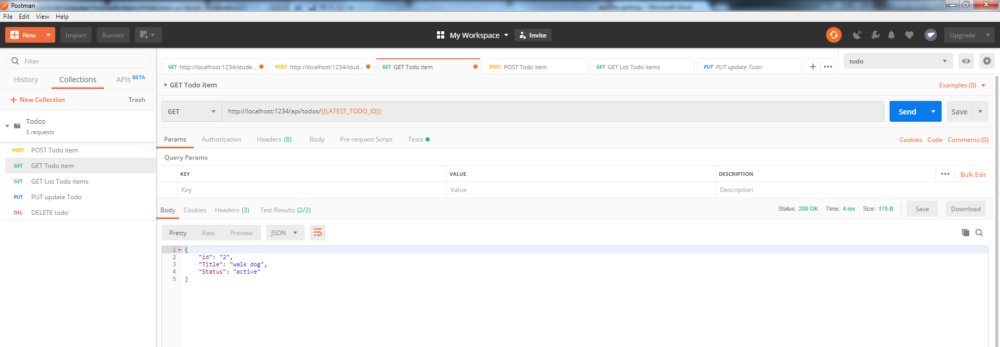 Postman
File Edit View Help
New Import Runner My Workspace Invite Upgrade
Filter
History Collections APIs BETA
New Collection Trash
Todos
5 requests
POST POST Todo item
GET GET Todo item
GET GET List Todo items
PUT PUT update Todo
DEL DELETE todo
GET http://localhost:1234/stude... POST http://localhost:1234/stud... GET GET Todo item POST POST Todo item GET GET List Todo items PUT PUT update Todo + ••• todo
GET Todo item Examples (0)
GET http://localhost:1234/api/todos/{{LATEST_TODO_ID}} Send Save
Params Authorization Headers (8) Body Pre-request Script Tests Cookies Code Comments (0)
Query Params
KEY VALUE DESCRIPTION ••• Bulk Edit
Key Value Description
Body Cookies Headers (3) Test Results (2/2) Status: 200 OK Time: 4 ms Size: 170 B Save Download
Pretty Raw Preview JSON
1 {
2 "id": "2",
3 "Title": "walk dog",
4 "Status": "active"
5 }